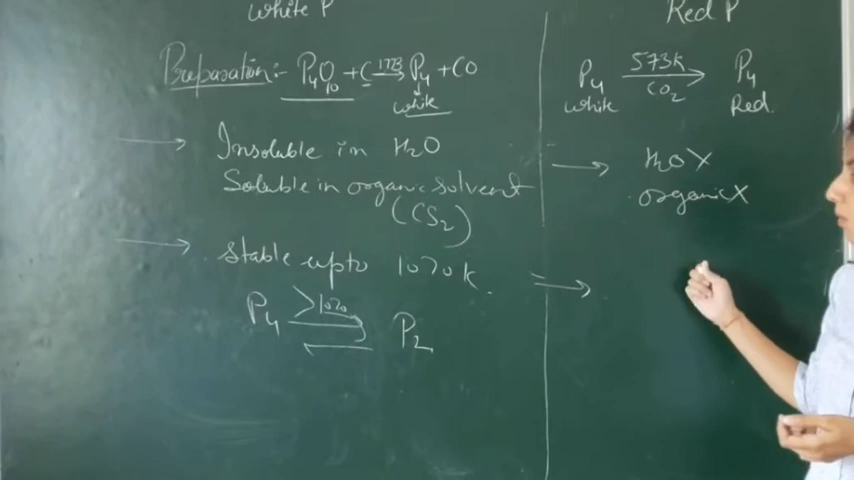 White P
Preparation:- P4O10 + C 1773→ P4 + CO
white
→ Insoluble in H2O
Soluble in organic solvent
(CS2)
→ Stable upto 1070K.
P4 >1070 ⇌ P2
Red P
P4 573K→ P4
CO2
White Red.
→ H2O X
organic X
⇒